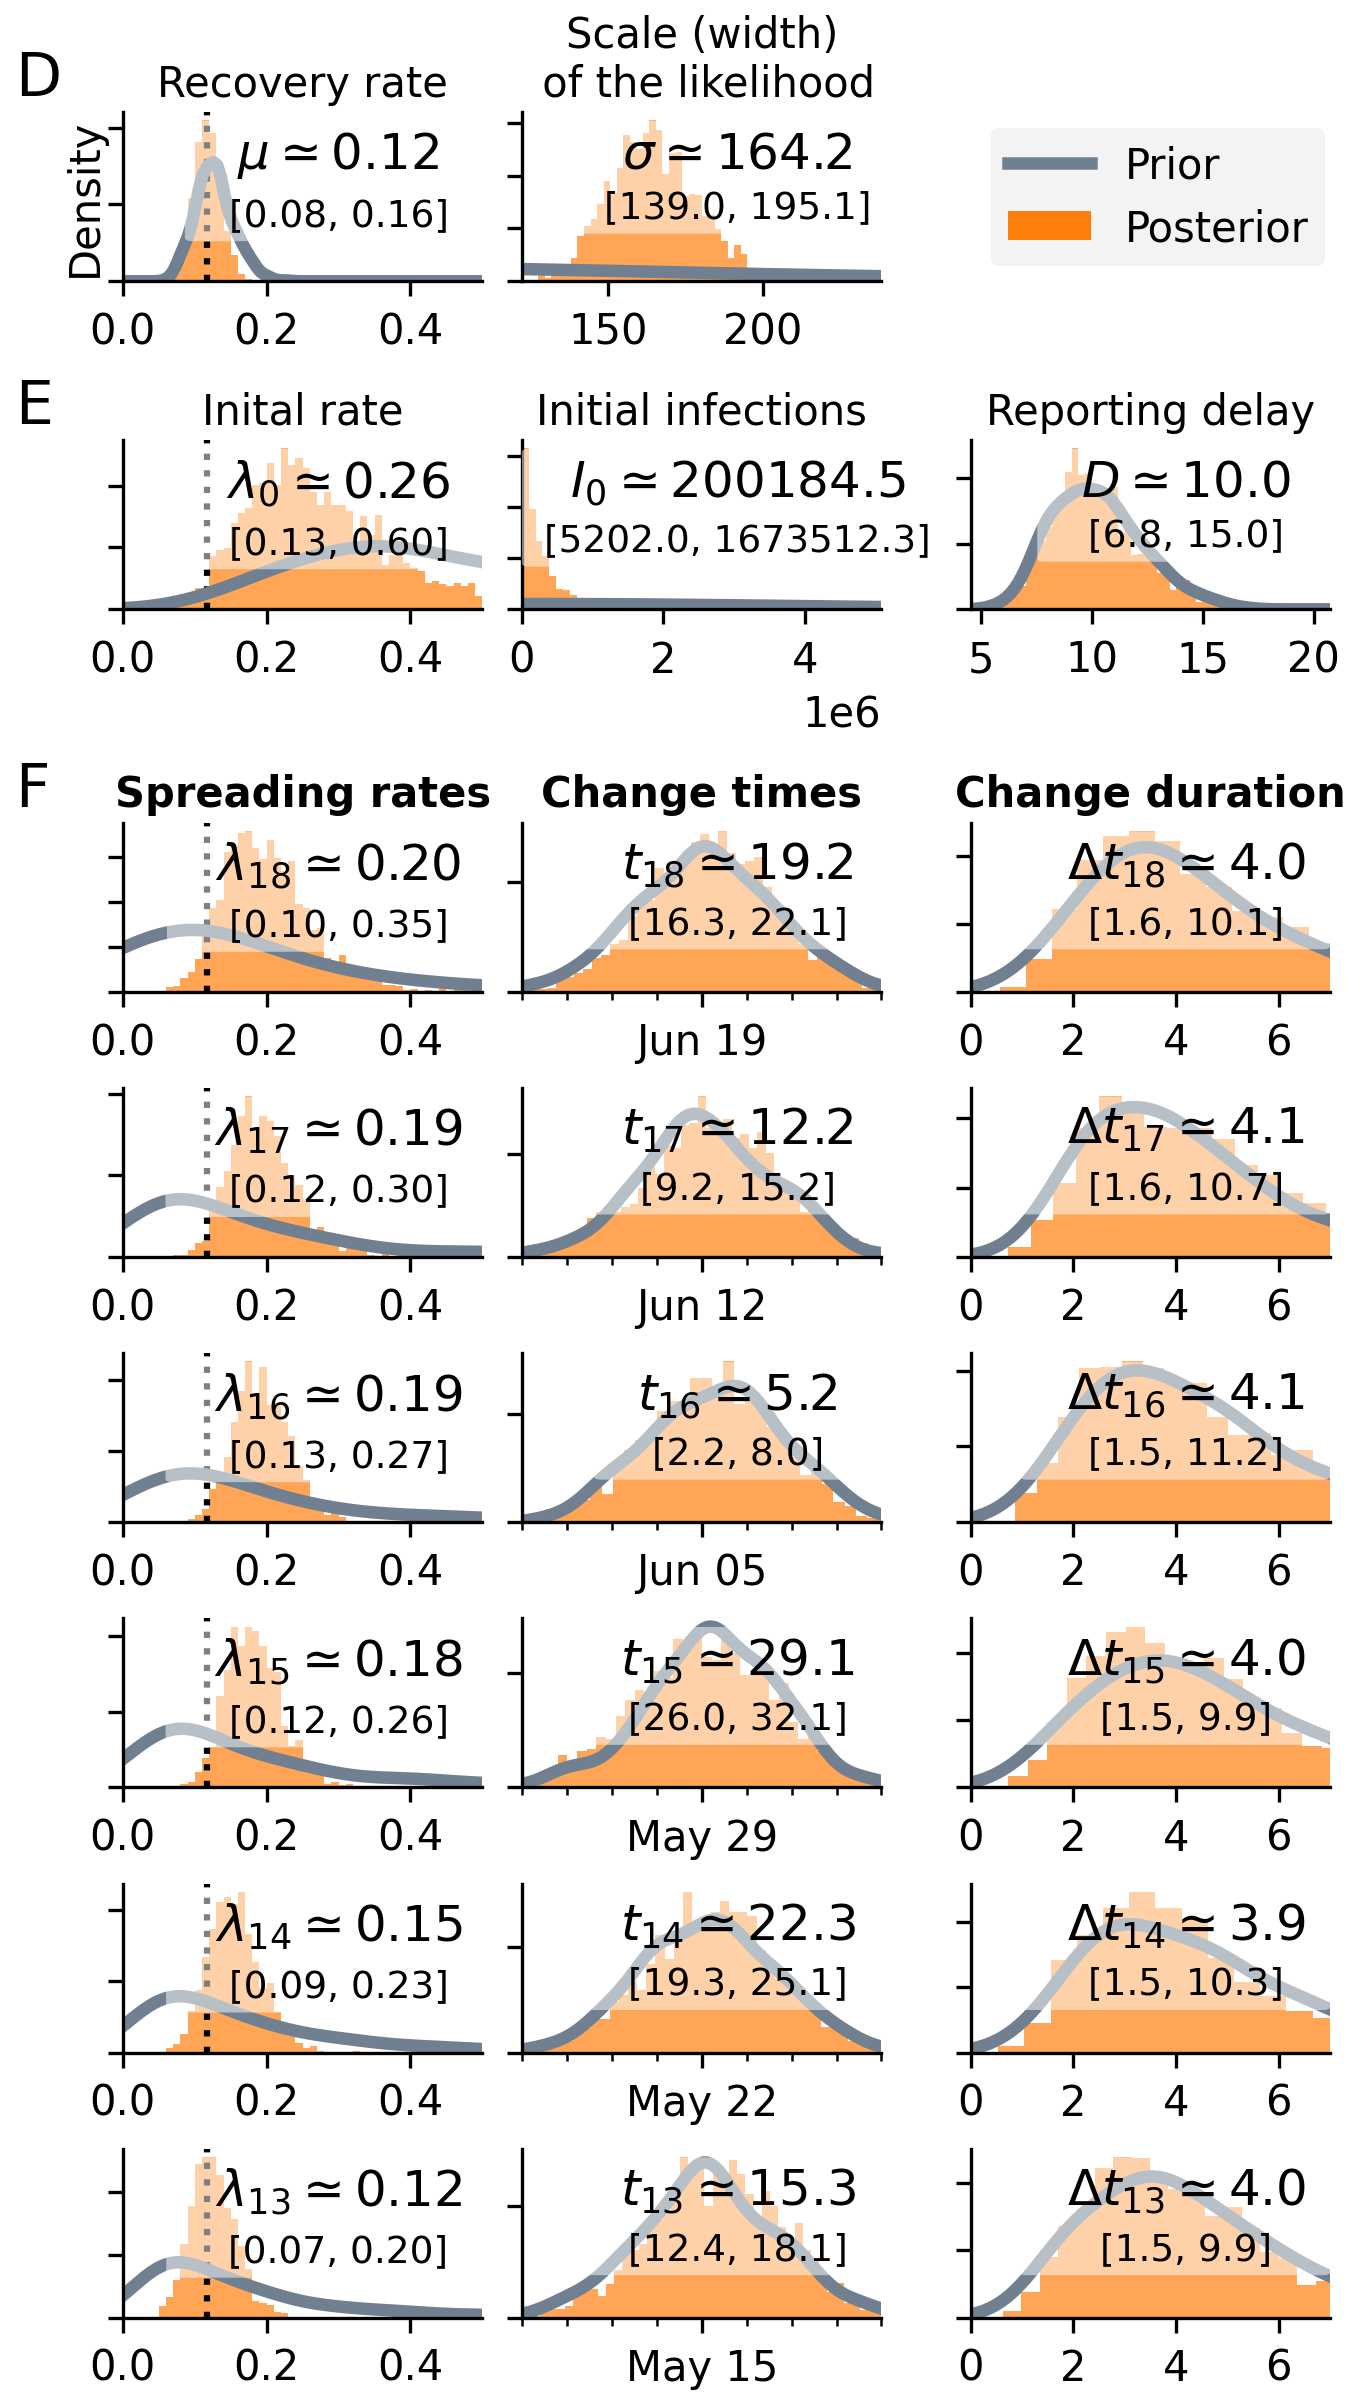 D
Recovery rate
Scale (width)
of the likelihood
Density
μ ≃ 0.12
[0.08, 0.16]
0.0 0.2 0.4
σ ≃ 164.2
[139.0, 195.1]
150 200
Prior
Posterior
E
Inital rate
λ₀ ≃ 0.26
[0.13, 0.60]
0.0 0.2 0.4
Initial infections
I₀ ≃ 200184.5
[5202.0, 1673512.3]
0 2 4
1e6
Reporting delay
D ≃ 10.0
[6.8, 15.0]
5 10 15 20
F
Spreading rates Change times Change duration
λ₁₈ ≃ 0.20
[0.10, 0.35]
0.0 0.2 0.4
t₁₈ ≃ 19.2
[16.3, 22.1]
Jun 19
Δt₁₈ ≃ 4.0
[1.6, 10.1]
0 2 4 6
λ₁₇ ≃ 0.19
[0.12, 0.30]
0.0 0.2 0.4
t₁₇ ≃ 12.2
[9.2, 15.2]
Jun 12
Δt₁₇ ≃ 4.1
[1.6, 10.7]
0 2 4 6
λ₁₆ ≃ 0.19
[0.13, 0.27]
0.0 0.2 0.4
t₁₆ ≃ 5.2
[2.2, 8.0]
Jun 05
Δt₁₆ ≃ 4.1
[1.5, 11.2]
0 2 4 6
λ₁₅ ≃ 0.18
[0.12, 0.26]
0.0 0.2 0.4
t₁₅ ≃ 29.1
[26.0, 32.1]
May 29
Δt₁₅ ≃ 4.0
[1.5, 9.9]
0 2 4 6
λ₁₄ ≃ 0.15
[0.09, 0.23]
0.0 0.2 0.4
t₁₄ ≃ 22.3
[19.3, 25.1]
May 22
Δt₁₄ ≃ 3.9
[1.5, 10.3]
0 2 4 6
λ₁₃ ≃ 0.12
[0.07, 0.20]
0.0 0.2 0.4
t₁₃ ≃ 15.3
[12.4, 18.1]
May 15
Δt₁₃ ≃ 4.0
[1.5, 9.9]
0 2 4 6